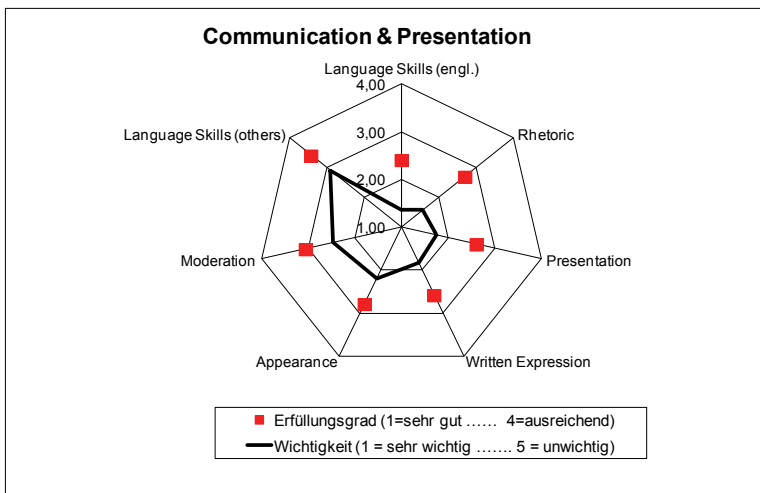 Communication & Presentation
Language Skills (engl.)
4,00
Language Skills (others)
Rhetoric
3,00
2,00
1,00
Moderation
Presentation
Appearance
Written Expression
Erfüllungsgrad (1=sehr gut …… 4=ausreichend)
Wichtigkeit (1 = sehr wichtig ……. 5 = unwichtig)